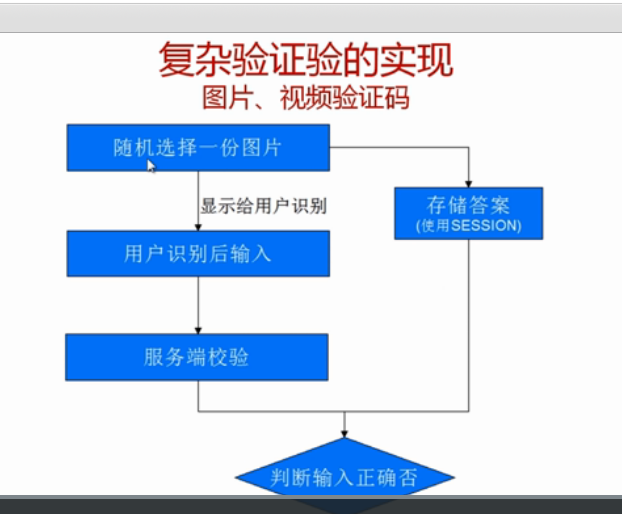 复杂验证验的实现
图片、视频验证码
随机选择一份图片
显示给用户识别
存储答案
(使用SESSION)
用户识别后输入
服务端校验
判断输入正确否